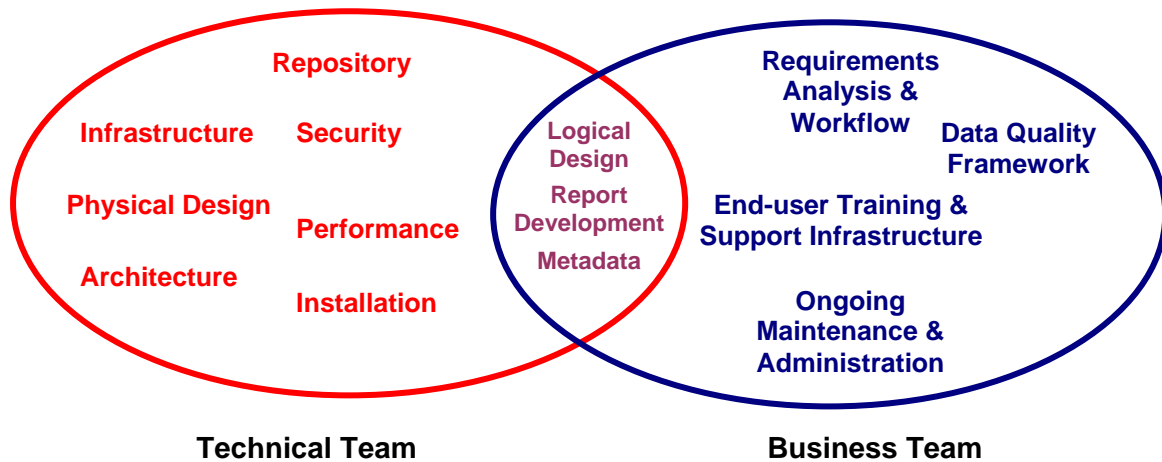 Repository
Infrastructure
Security
Physical Design
Performance
Architecture
Installation
Logical
Design
Report
Development
Metadata
Requirements
Analysis &
Workflow
Data Quality
Framework
End-user Training &
Support Infrastructure
Ongoing
Maintenance &
Administration
Technical Team
Business Team